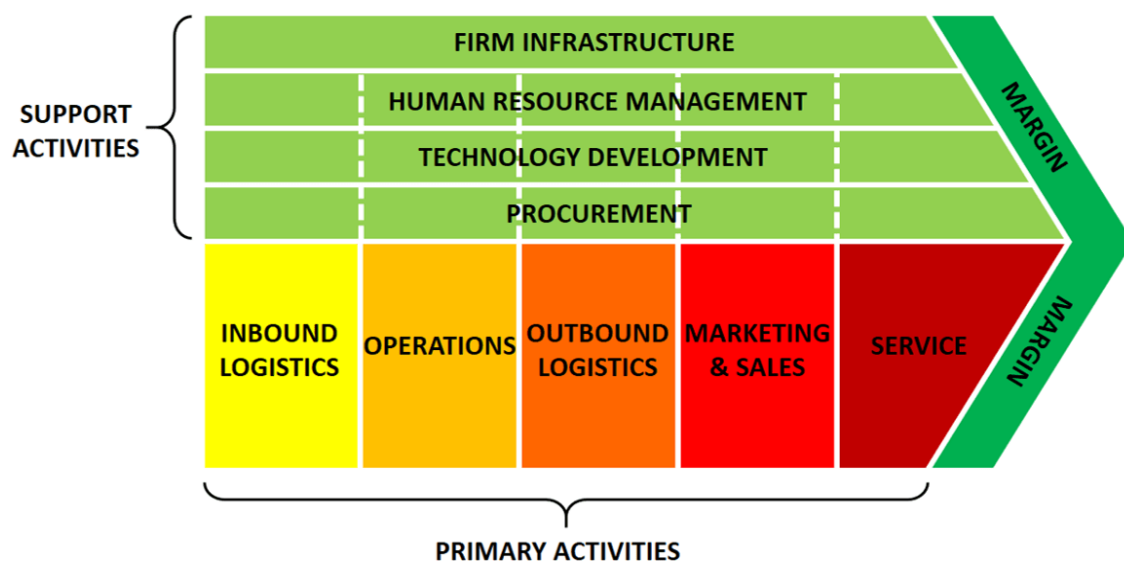 FIRM INFRASTRUCTURE
HUMAN RESOURCE MANAGEMENT
SUPPORT
ACTIVITIES
TECHNOLOGY DEVELOPMENT
PROCUREMENT
MARGIN
INBOUND
LOGISTICS
OPERATIONS
OUTBOUND
LOGISTICS
MARKETING
& SALES
SERVICE
MARGIN
PRIMARY ACTIVITIES